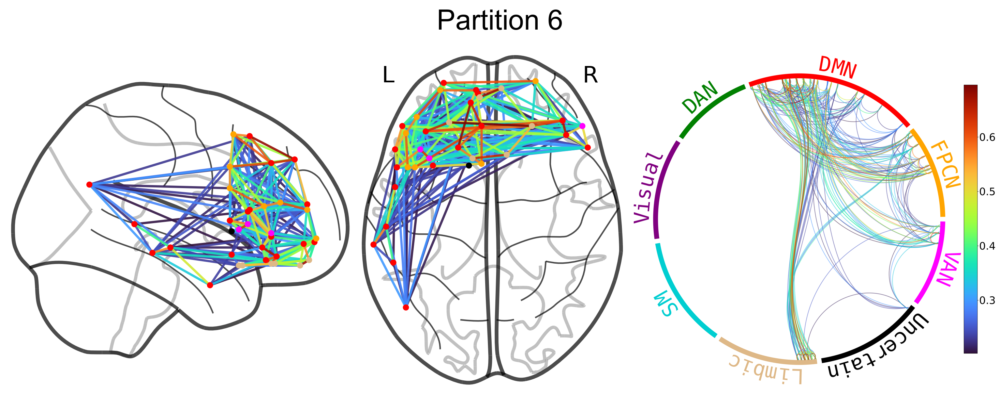 Partition 6
L
R
DMN
DAN
FPCN
Visual
VAN
SM
Uncertain
Limbic
0.6
0.5
0.4
0.3